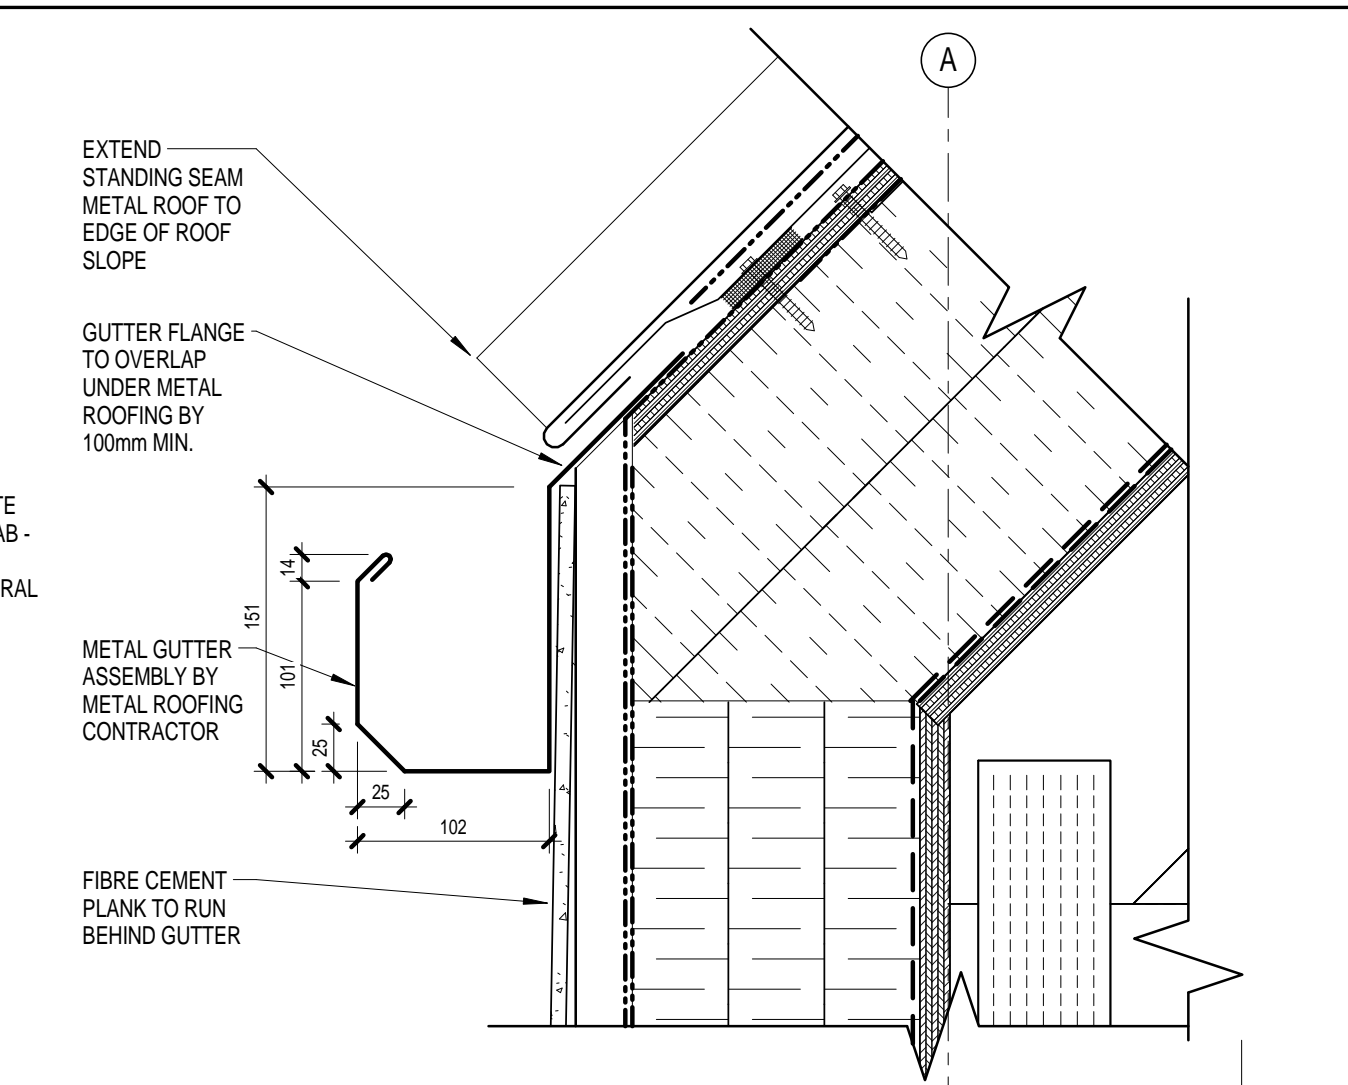 A
EXTEND
STANDING SEAM
METAL ROOF TO
EDGE OF ROOF
SLOPE
GUTTER FLANGE
TO OVERLAP
UNDER METAL
ROOFING BY
100mm MIN.
TE
AB -
RAL
14
151
101
METAL GUTTER
ASSEMBLY BY
METAL ROOFING
CONTRACTOR
25
25
102
FIBRE CEMENT
PLANK TO RUN
BEHIND GUTTER